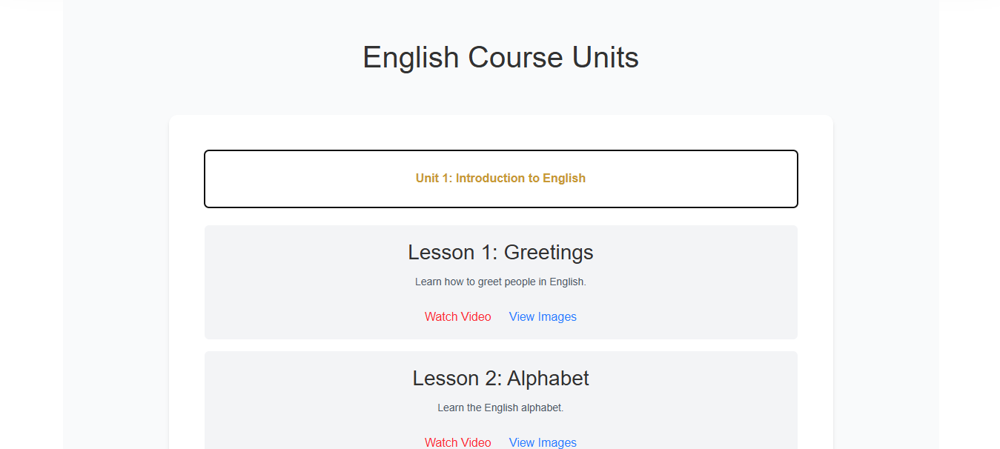 English Course Units
Unit 1: Introduction to English
Lesson 1: Greetings
Learn how to greet people in English.
Watch Video View Images
Lesson 2: Alphabet
Learn the English alphabet.
Watch Video View Images